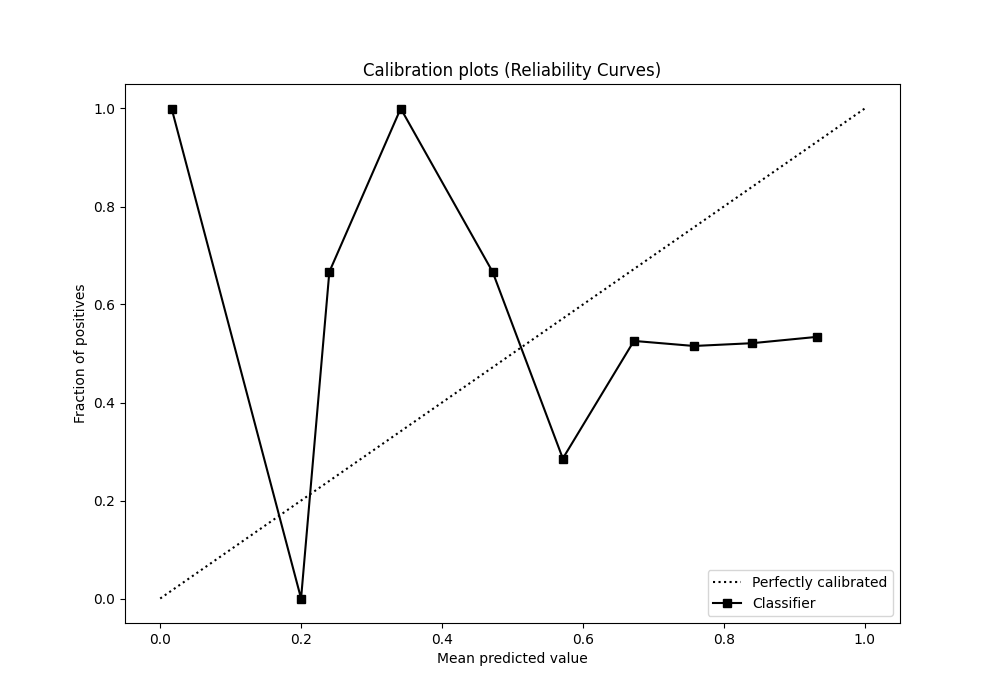 Calibration plots (Reliability Curves)
1.0
0.8
0.6
0.4
0.2
0.0
Fraction of positives
0.0 0.2 0.4 0.6 0.8 1.0
Mean predicted value
Perfectly calibrated
Classifier